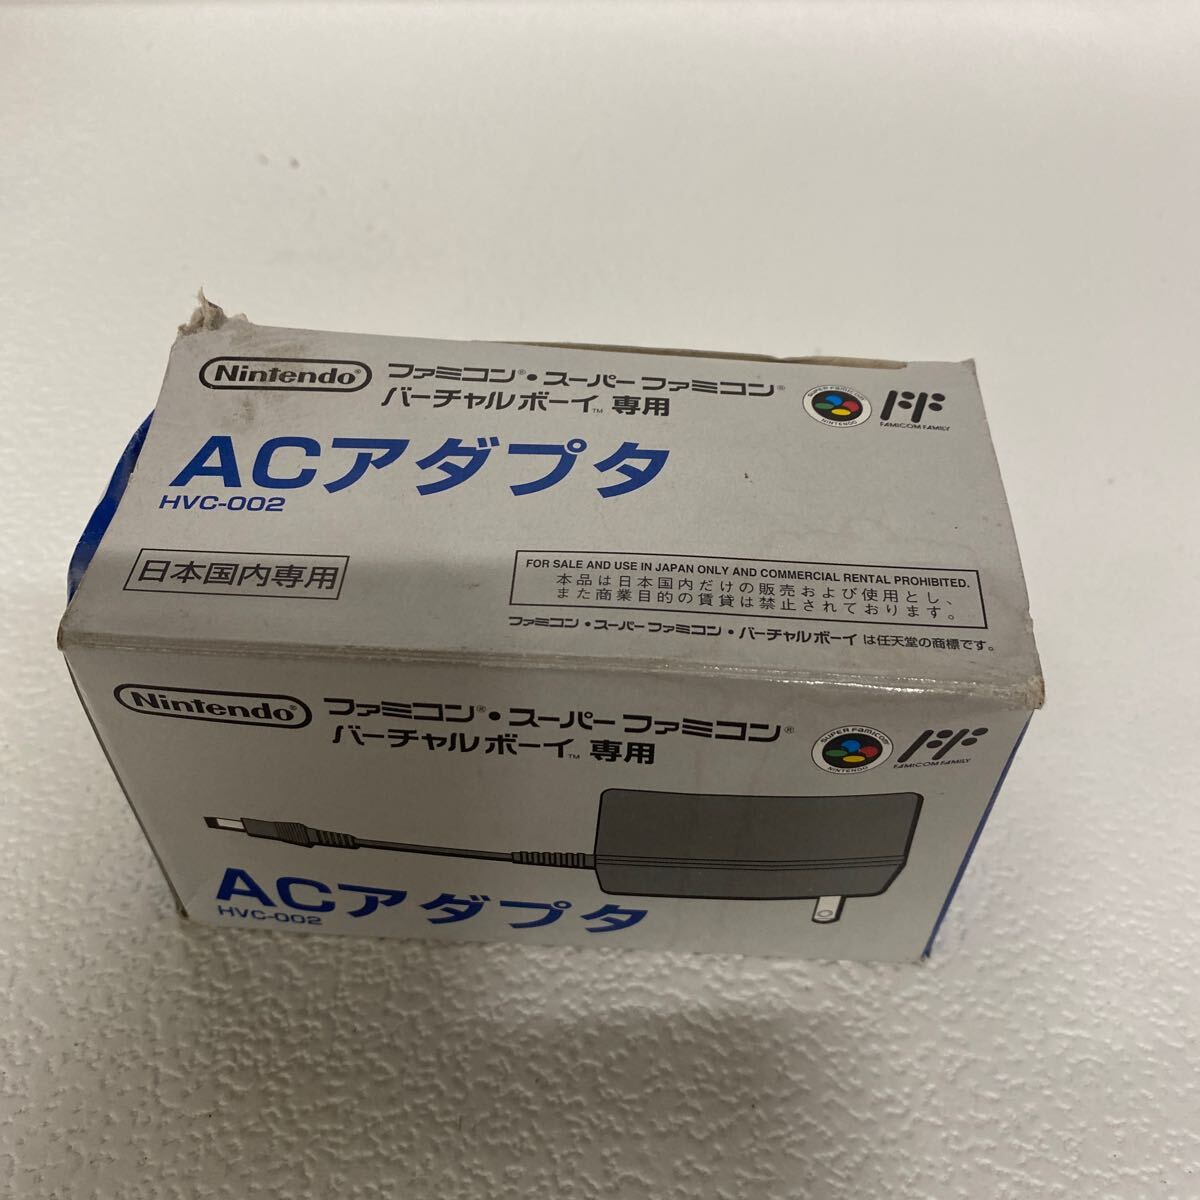 Nintendo®
ファミコン®・スーパーファミコン®
バーチャルボーイ™ 専用
SUPER FAMICOM
NINTENDO
FAMICOM FAMILY
ACアダプタ
HVC-002
日本国内専用
FOR SALE AND USE IN JAPAN ONLY AND COMMERCIAL RENTAL PROHIBITED.
本品は日本国内だけの販売および使用とし、
また商業目的の賃貸は禁止されております。
ファミコン・スーパーファミコン・バーチャルボーイは任天堂の商標です。
Nintendo®
ファミコン®・スーパーファミコン®
バーチャルボーイ™ 専用
SUPER FAMICOM
NINTENDO
FAMICOM FAMILY
ACアダプタ
HVC-002